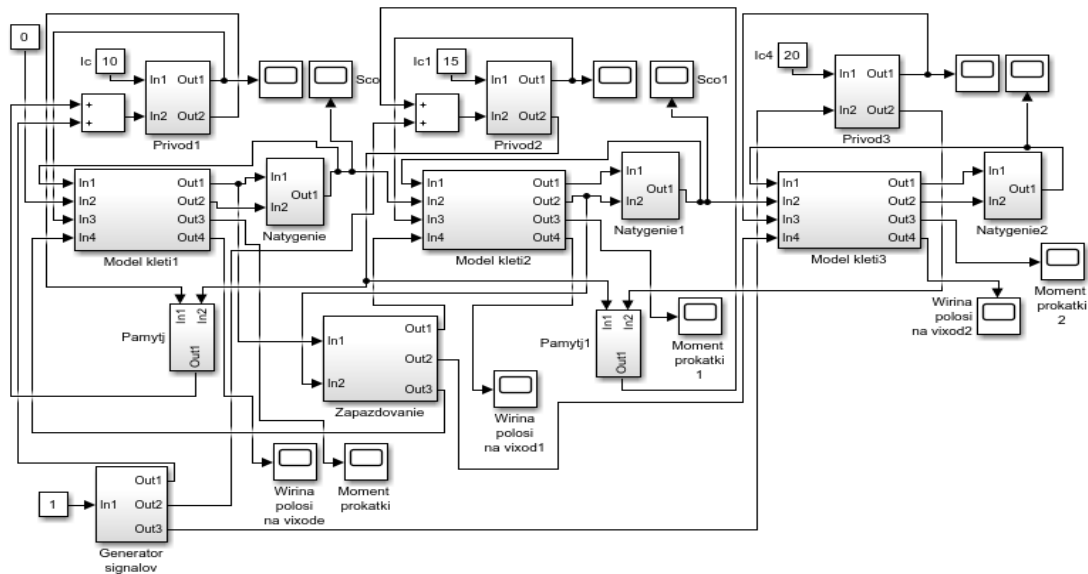 0
Ic 10
In1 Out1
In2 Out2
Privod1
Sco
Ic1 15
In1 Out1
In2 Out2
Privod2
Sco1
Ic4 20
In1 Out1
In2 Out2
Privod3
+
+
+
+
In1 Out1
In2 Out2
In3 Out3
In4 Out4
Model kleti1
In1
Out1
In2
Natygenie
In1 Out1
In2 Out2
In3 Out3
In4 Out4
Model kleti2
In1
Out1
In2
Natygenie1
In1 Out1
In2 Out2
In3 Out3
In4 Out4
Model kleti3
In1
Out1
In2
Natygenie2
Moment
prokatki
2
Wirina
polosi
na vixod2
In1 In2
Out1
Pamytj
In1
In2
Out1
Out2
Out3
Zapazdovanie
Wirina
polosi
na vixod1
In1 In2
Out1
Pamytj1
Moment
prokatki
1
Wirina
polosi
na vixode
Moment
prokatki
1
In1
Out1
Out2
Out3
Generator
signalov